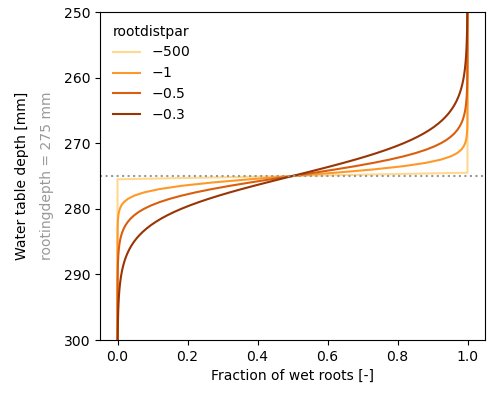 250
260
270
280
290
300
Water table depth [mm]
rootingdepth = 275 mm
rootdistpar
−500
−1
−0.5
−0.3
0.0 0.2 0.4 0.6 0.8 1.0
Fraction of wet roots [-]